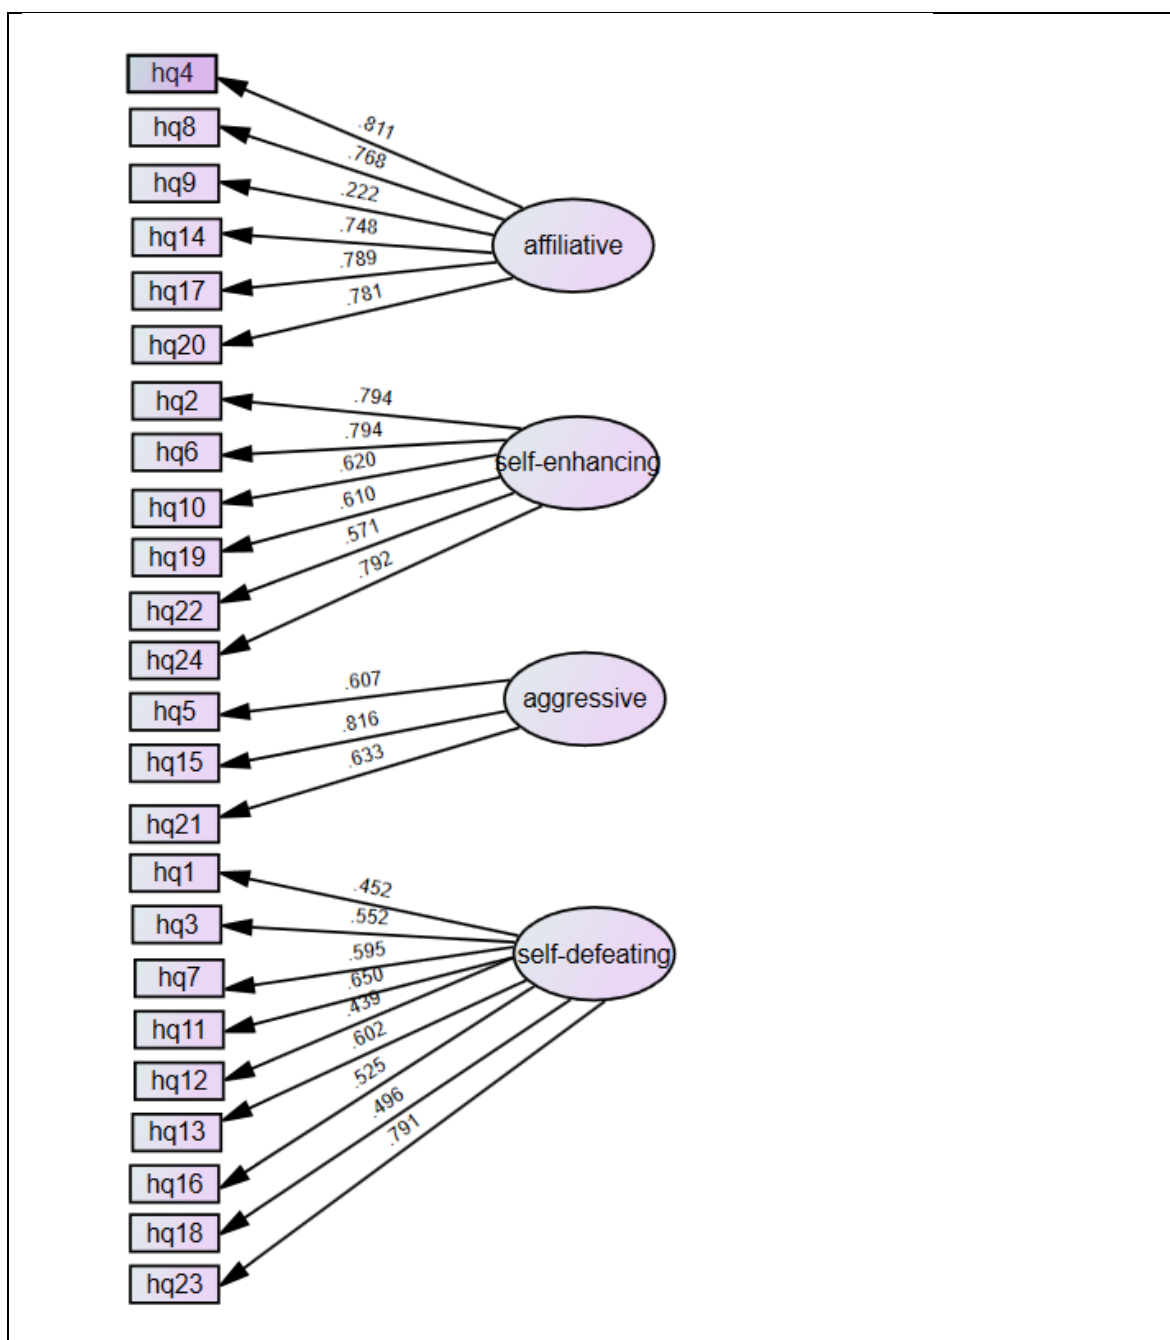 hq4
.811
hq8
.768
hq9
.222
hq14
.748
affiliative
hq17
.789
hq20
.781
hq2
.794
hq6
.794
self-enhancing
hq10
.620
hq19
.610
hq22
.571
hq24
.792
hq5
.607
aggressive
hq15
.816
hq21
.633
hq1
.452
hq3
.552
self-defeating
hq7
.595
hq11
.650
hq12
.439
hq13
.602
hq16
.525
hq18
.496
hq23
.791